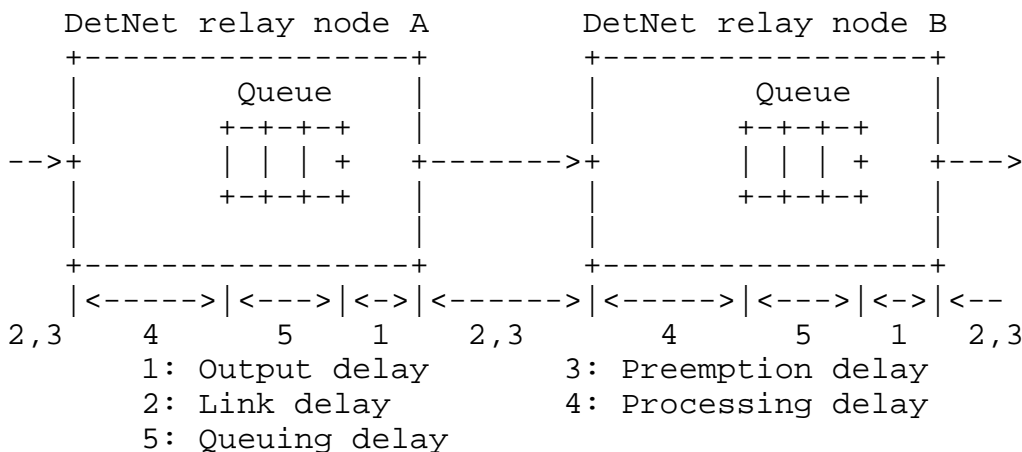 DetNet relay node A          DetNet relay node B
   +-----------------+         +-----------------+
   |        Queue    |         |        Queue    |
   |       +-+-+-+   |         |       +-+-+-+   |
-->+       | | | +   +-------->+       | | | +   +--->
   |       +-+-+-+   |         |       +-+-+-+   |
   |                 |         |                 |
   +-----------------+         +-----------------+
   |<----->|<--->|<->|<------>|<----->|<--->|<->|<--
2,3    4      5    1    2,3      4      5    1   2,3
1: Output delay       3: Preemption delay
2: Link delay         4: Processing delay
5: Queuing delay